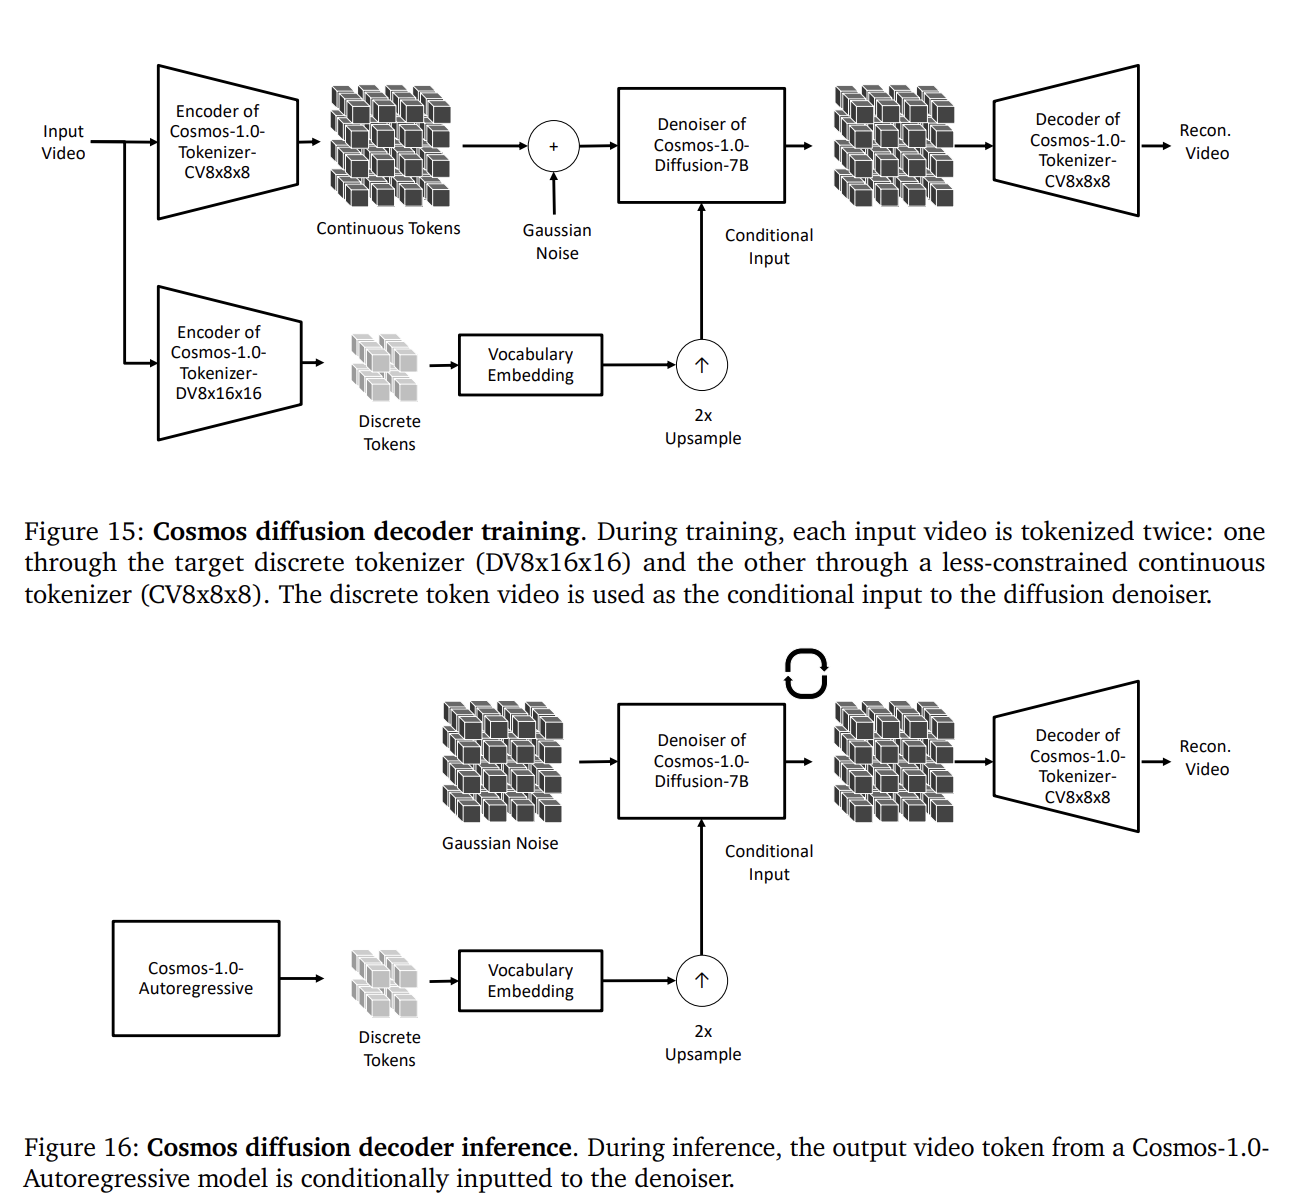 Input
Video
Encoder of
Cosmos-1.0-
Tokenizer-
CV8x8x8
Continuous Tokens
+
Gaussian
Noise
Denoiser of
Cosmos-1.0-
Diffusion-7B
Conditional
Input
Decoder of
Cosmos-1.0-
Tokenizer-
CV8x8x8
Recon.
Video
Encoder of
Cosmos-1.0-
Tokenizer-
DV8x16x16
Discrete
Tokens
Vocabulary
Embedding
↑
2x
Upsample
Figure 15: Cosmos diffusion decoder training. During training, each input video is tokenized twice: one
through the target discrete tokenizer (DV8x16x16) and the other through a less-constrained continuous
tokenizer (CV8x8x8). The discrete token video is used as the conditional input to the diffusion denoiser.
Gaussian Noise
Denoiser of
Cosmos-1.0-
Diffusion-7B
Conditional
Input
Decoder of
Cosmos-1.0-
Tokenizer-
CV8x8x8
Recon.
Video
Cosmos-1.0-
Autoregressive
Discrete
Tokens
Vocabulary
Embedding
↑
2x
Upsample
Figure 16: Cosmos diffusion decoder inference. During inference, the output video token from a Cosmos-1.0-
Autoregressive model is conditionally inputted to the denoiser.